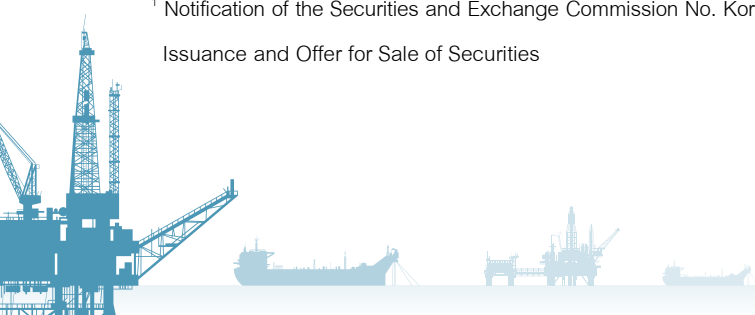 1 Notification of the Securities and Exchange Commission No. Kor
Issuance and Offer for Sale of Securities